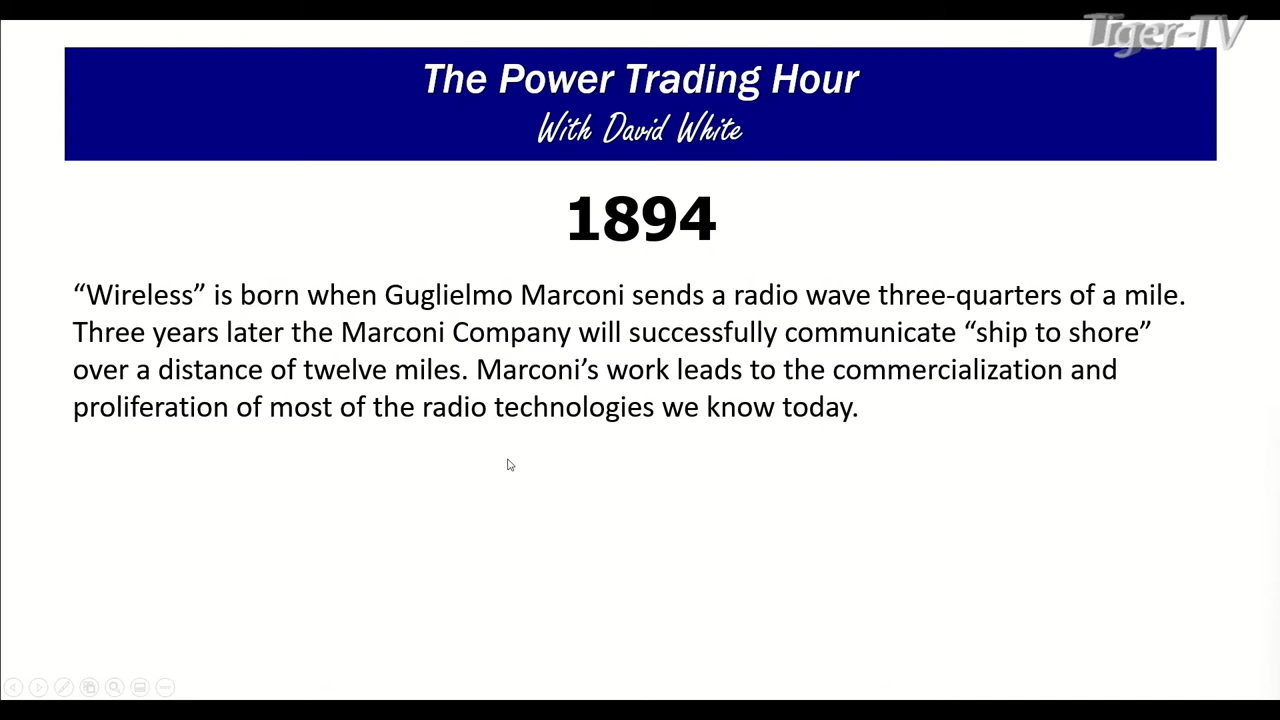 Tiger-TV
The Power Trading Hour
With David White
1894
“Wireless” is born when Guglielmo Marconi sends a radio wave three-quarters of a mile.
Three years later the Marconi Company will successfully communicate “ship to shore”
over a distance of twelve miles. Marconi’s work leads to the commercialization and
proliferation of most of the radio technologies we know today.